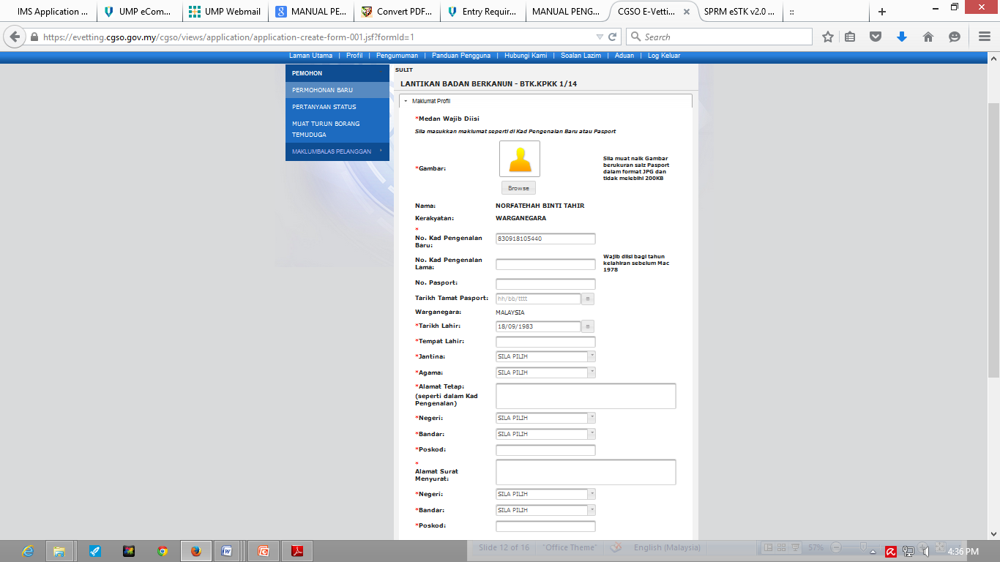 IMS Application ...
UMP eCom...
UMP Webmail
MANUAL PE...
Convert PDF...
Entry Requir...
MANUAL PENG...
CGSO E-Vetti...
SPRM eSTK v2.0 ...
::
https://evetting.cgso.gov.my/cgso/views/application/application-create-form-001.jsf?formId=1
Search
Laman Utama | Profil | Pengumuman | Panduan Pengguna | Hubungi Kami | Soalan Lazim | Aduan | Log Keluar
PEMOHON
PERMOHONAN BARU
PERTANYAAN STATUS
MUAT TURUN BORANG
TEMUDUGA
MAKLUMBALAS PELANGGAN
SULIT
LANTIKAN BADAN BERKANUN - BTK.KPKK 1/14
Maklumat Profil
*Medan Wajib Diisi
Sila masukkan maklumat seperti di Kad Pengenalan Baru atau Pasport
*Gambar:
Browse
Sila muat naik Gambar
berukuran saiz Pasport
dalam format JPG dan
tidak melebihi 200KB
Nama: NORFATEHAH BINTI TAHIR
Kerakyatan: WARGANEGARA
*
No. Kad Pengenalan
Baru:
830918105440
No. Kad Pengenalan
Lama:
Wajib diisi bagi tahun
kelahiran sebelum Mac
1978
No. Pasport:
Tarikh Tamat Pasport: hh/bb/tttt
Warganegara: MALAYSIA
*Tarikh Lahir: 18/09/1983
*Tempat Lahir:
*Jantina: SILA PILIH
*Agama: SILA PILIH
*Alamat Tetap:
(seperti dalam Kad
Pengenalan)
*Negeri: SILA PILIH
*Bandar: SILA PILIH
*Poskod:
*
Alamat Surat
Menyurat:
*Negeri: SILA PILIH
*Bandar: SILA PILIH
*Poskod:
Slide 12 of 16 "Office Theme" English (Malaysia) 57%
4:36 PM